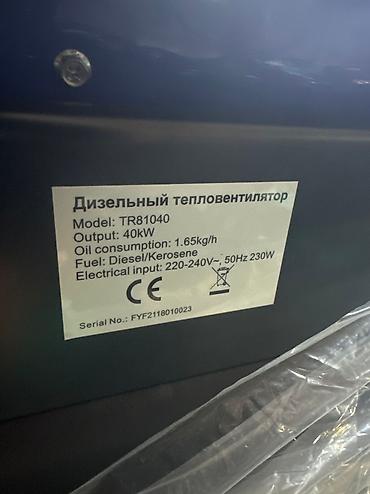 Дизельный тепловентилятор
Model: TR81040
Output: 40kW
Oil consumption: 1.65kg/h
Fuel: Diesel/Kerosene
Electrical input: 220-240V~, 50Hz 230W
CE
Serial No.: FYF2118010023